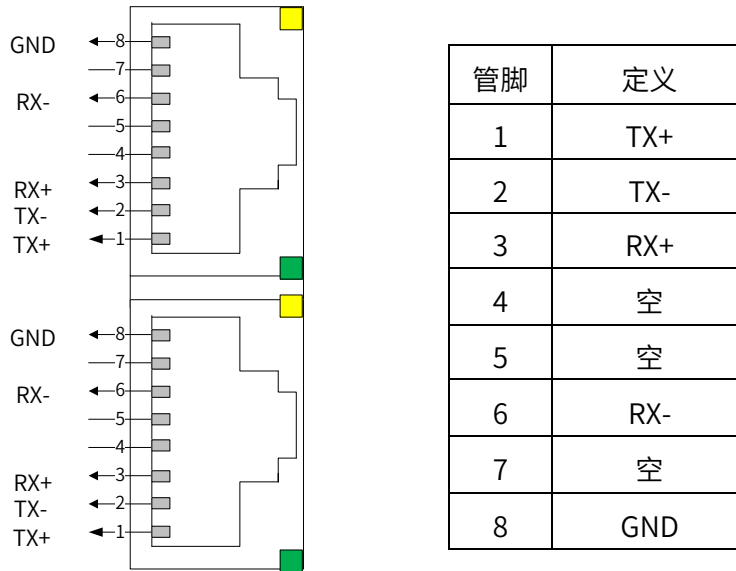 GND 8
7
RX- 6
5
4
RX+ 3
TX- 2
TX+ 1
GND 8
7
RX- 6
5
4
RX+ 3
TX- 2
TX+ 1
管脚 定义
1 TX+
2 TX-
3 RX+
4 空
5 空
6 RX-
7 空
8 GND